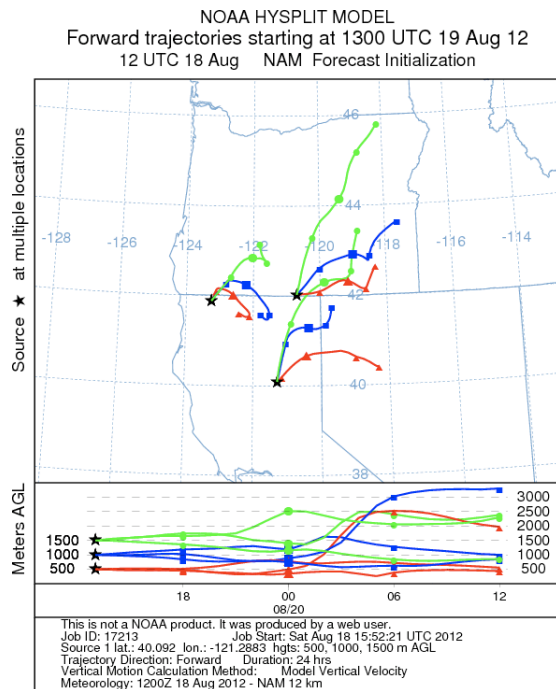 NOAA HYSPLIT MODEL
Forward trajectories starting at 1300 UTC 19 Aug 12
12 UTC 18 Aug NAM Forecast Initialization
Source ★ at multiple locations
46
44
-128
-126
-124
-122
-120
-118
-116
-114
42
40
38
Meters AGL
1500
1000
500
3000
2500
2000
1500
1000
500
18
00
06
12
08/20
This is not a NOAA product. It was produced by a web user.
Job ID: 17213 Job Start: Sat Aug 18 15:52:21 UTC 2012
Source 1 lat.: 40.092 lon.: -121.2883 hgts: 500, 1000, 1500 m AGL
Trajectory Direction: Forward Duration: 24 hrs
Vertical Motion Calculation Method: Model Vertical Velocity
Meteorology: 1200Z 18 Aug 2012 - NAM 12 km